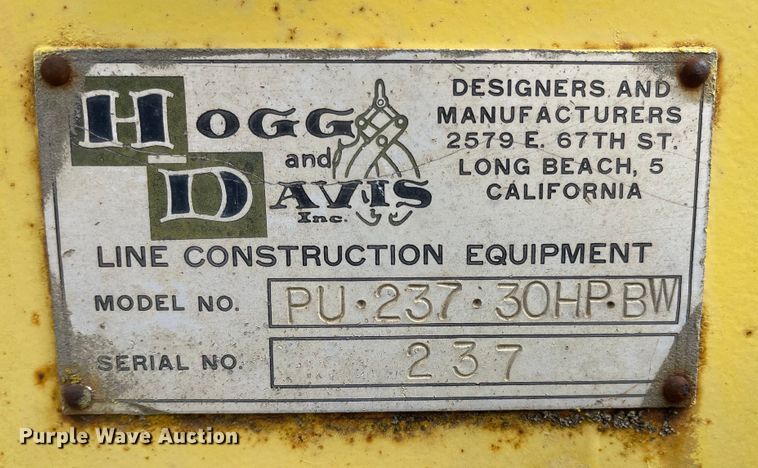 HOGG
and
DAVIS
Inc.
DESIGNERS AND
MANUFACTURERS
2579 E. 67TH ST.
LONG BEACH, 5
CALIFORNIA
LINE CONSTRUCTION EQUIPMENT
MODEL NO. PU·237·30HP·BW
SERIAL NO. 237
Purple Wave Auction